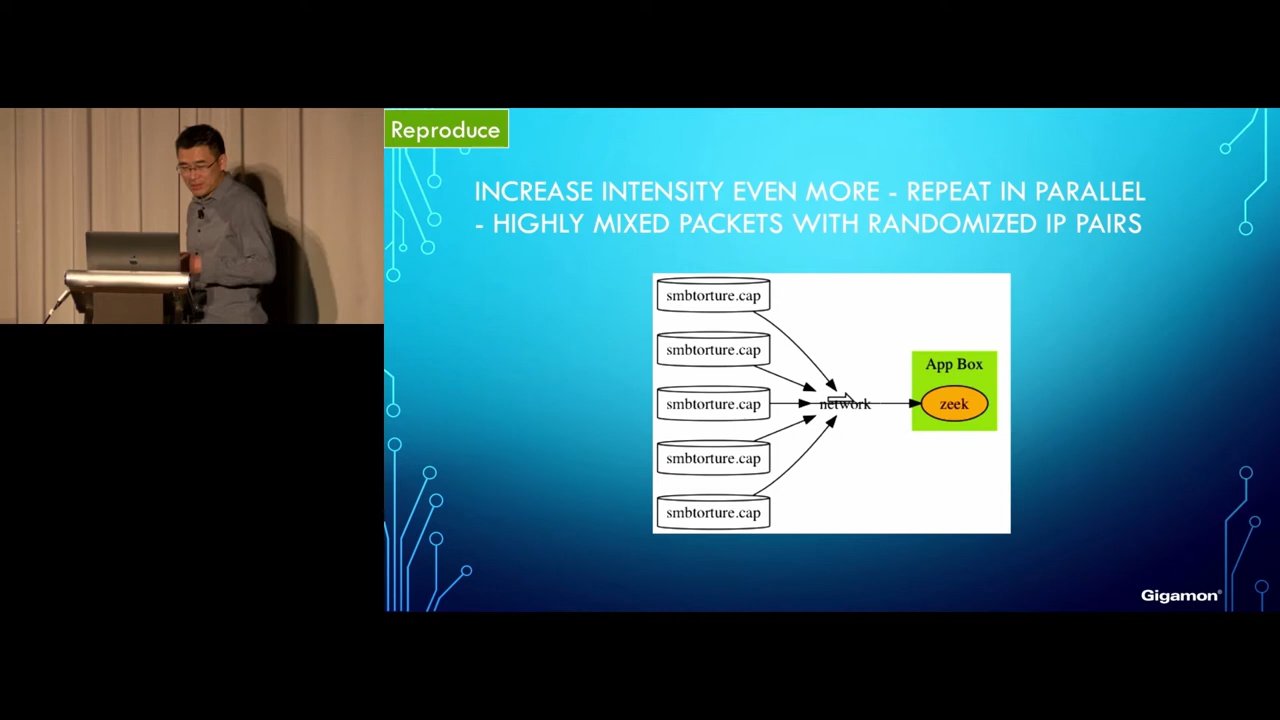 Reproduce
INCREASE INTENSITY EVEN MORE - REPEAT IN PARALLEL
- HIGHLY MIXED PACKETS WITH RANDOMIZED IP PAIRS
smbtorture.cap
smbtorture.cap
smbtorture.cap
smbtorture.cap
smbtorture.cap
network
App Box
zeek
Gigamon®